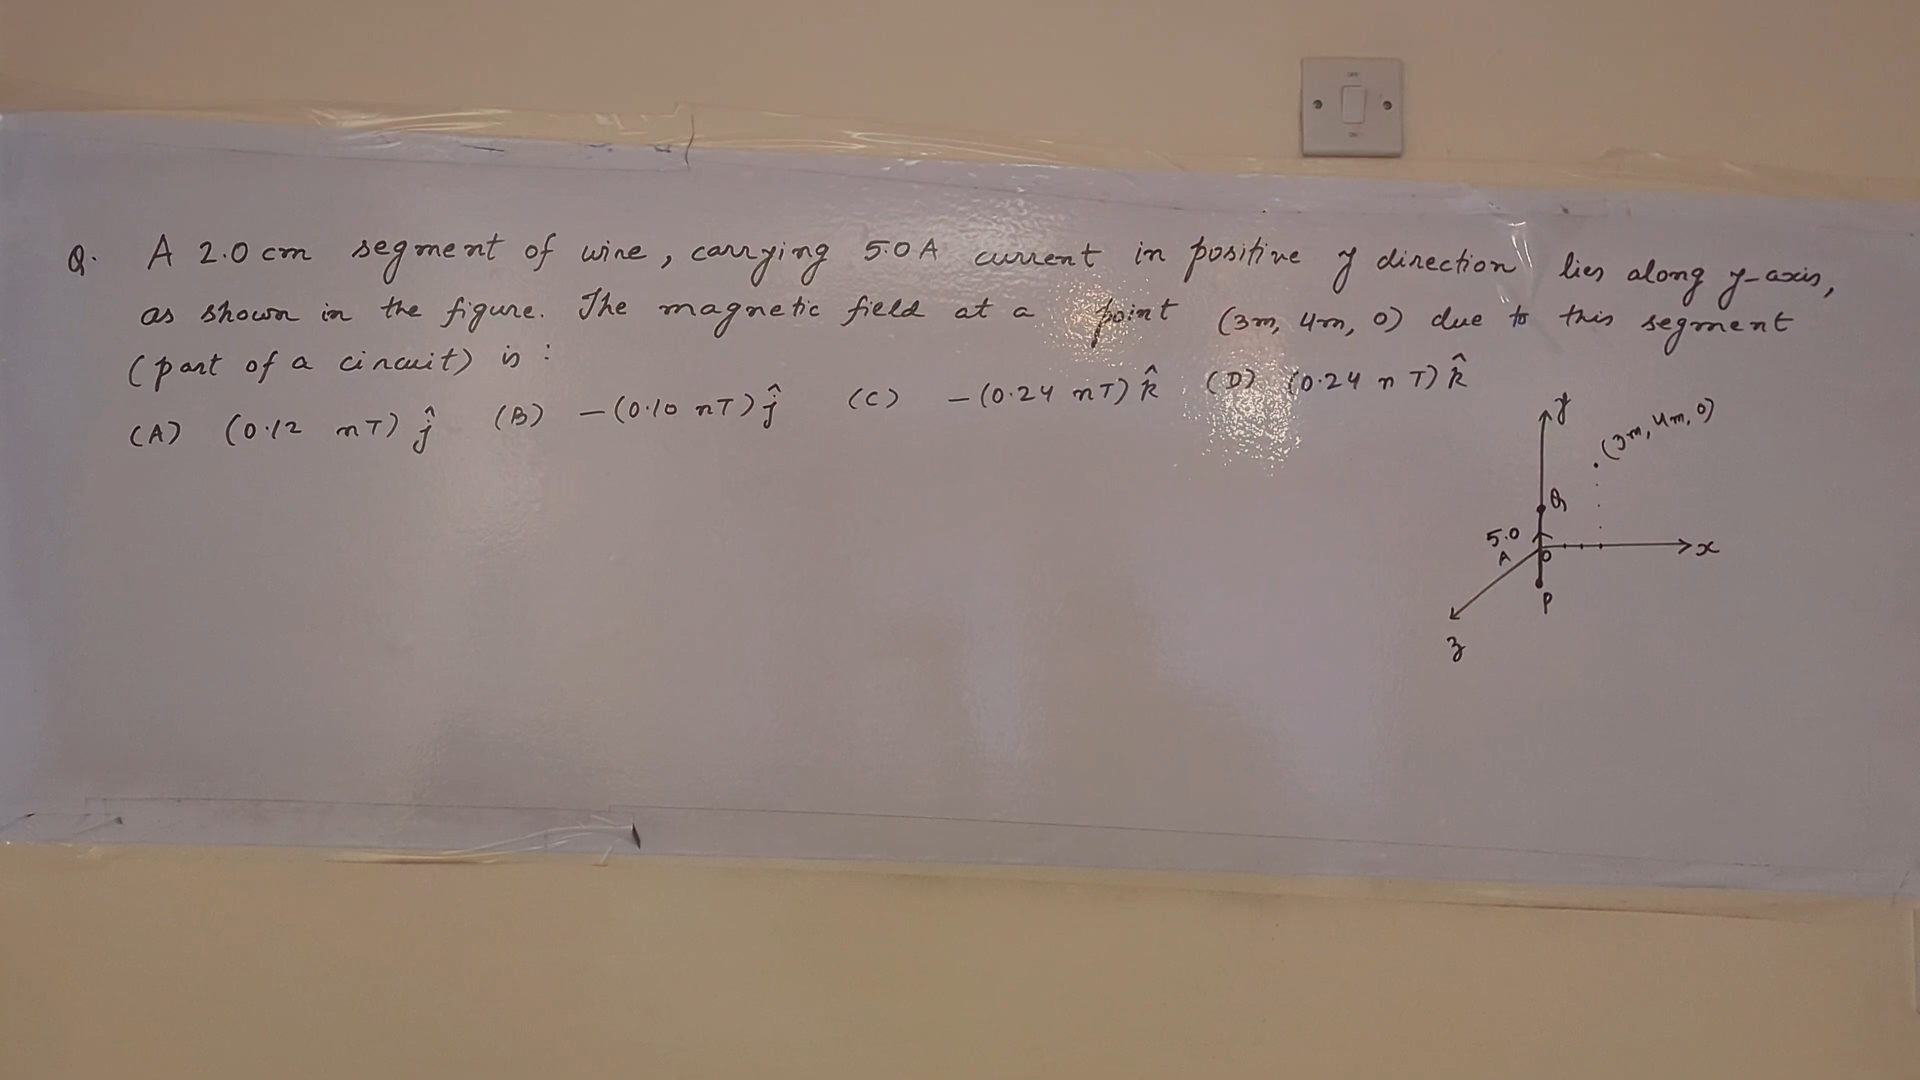 Q. A 2.0 cm segment of wire, carrying 5.0 A current in positive y direction lies along y-axis,
as shown in the figure. The magnetic field at a point (3m, 4m, 0) due to this segment
(part of a circuit) is :
(A) (0.12 nT) ĵ (B) –(0.10 nT) ĵ (C) –(0.24 nT) k̂ (D) (0.24 nT) k̂
y
(3m, 4m, 0)
Q
5.0
A
O
x
P
z